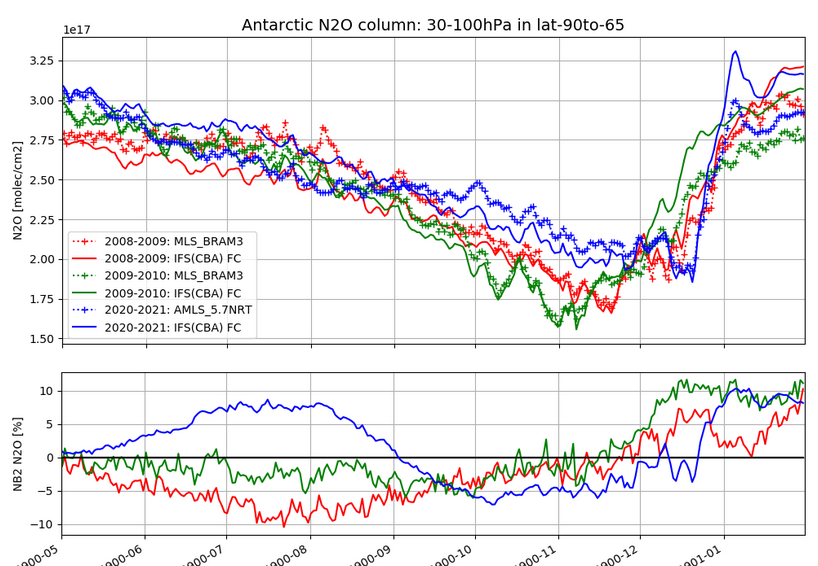 Antarctic N2O column: 30-100hPa in lat-90to-65
1e17
3.25
3.00
2.75
2.50
2.25
2.00
1.75
1.50
N2O [molec/cm2]
2008-2009: MLS_BRAM3
2008-2009: IFS(CBA) FC
2009-2010: MLS_BRAM3
2009-2010: IFS(CBA) FC
2020-2021: AMLS_5.7NRT
2020-2021: IFS(CBA) FC
10
5
0
−5
−10
NB2 N2O [%]
1900-05
1900-06
1900-07
1900-08
1900-09
1900-10
1900-11
1900-12
1901-01